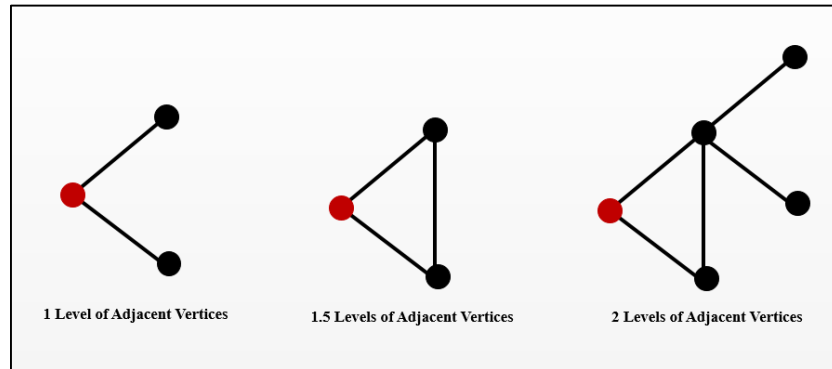 1 Level of Adjacent Vertices
1.5 Levels of Adjacent Vertices
2 Levels of Adjacent Vertices